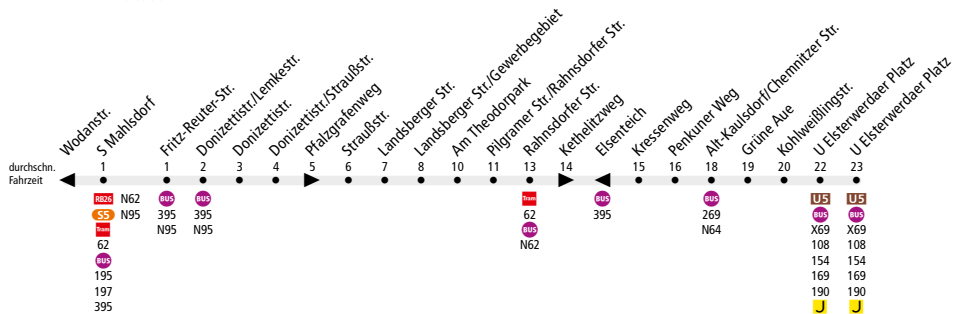 Wodanstr.
S Mahlsdorf
Fritz-Reuter-Str.
Donizettistr./Lemkestr.
Donizettistr.
Donizettistr./Straußstr.
Pfalzgrafenweg
Straußstr.
Landsberger Str.
Landsberger Str./Gewerbegebiet
Am Theodorpark
Pilgramer Str./Rahnsdorfer Str.
Rahnsdorfer Str.
Kethelitzweg
Elsenteich
Kressenweg
Penkuner Weg
Alt-Kaulsdorf/Chemnitzer Str.
Grüne Aue
Kohlweißlingstr.
U Elsterwerdaer Platz
U Elsterwerdaer Platz
durchschn. 1 1 2 3 4 5 6 7 8 10 11 13 14 15 16 18 19 20 22 23
Fahrzeit
RB26 N62 BUS BUS Tram BUS BUS U5 U5
S5 N95 395 395 62 395 269 BUS BUS
Tram N95 N95 BUS N64 X69 X69
62 N62 108 108
BUS 154 154
195 169 169
197 190 190
395 J J